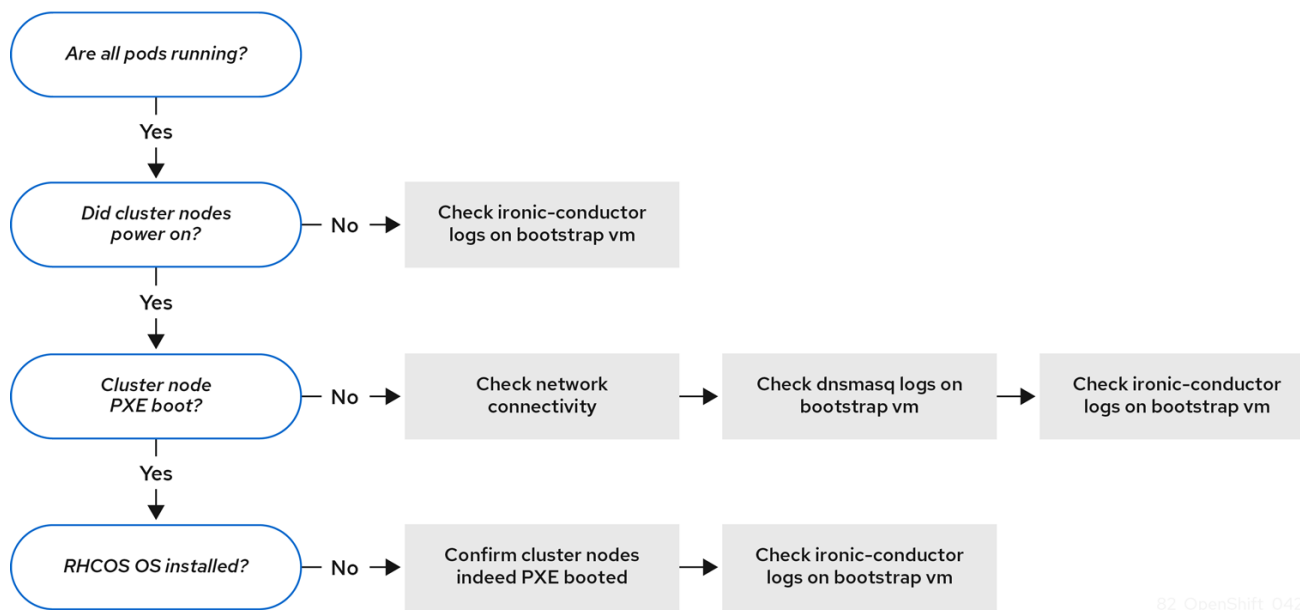 Are all pods running?
Yes
Did cluster nodes
power on?
No
Check ironic-conductor
logs on bootstrap vm
Yes
Cluster node
PXE boot?
No
Check network
connectivity
Check dnsmasq logs on
bootstrap vm
Check ironic-conductor
logs on bootstrap vm
Yes
RHCOS OS installed?
No
Confirm cluster nodes
indeed PXE booted
Check ironic-conductor
logs on bootstrap vm
82_OpenShift_042